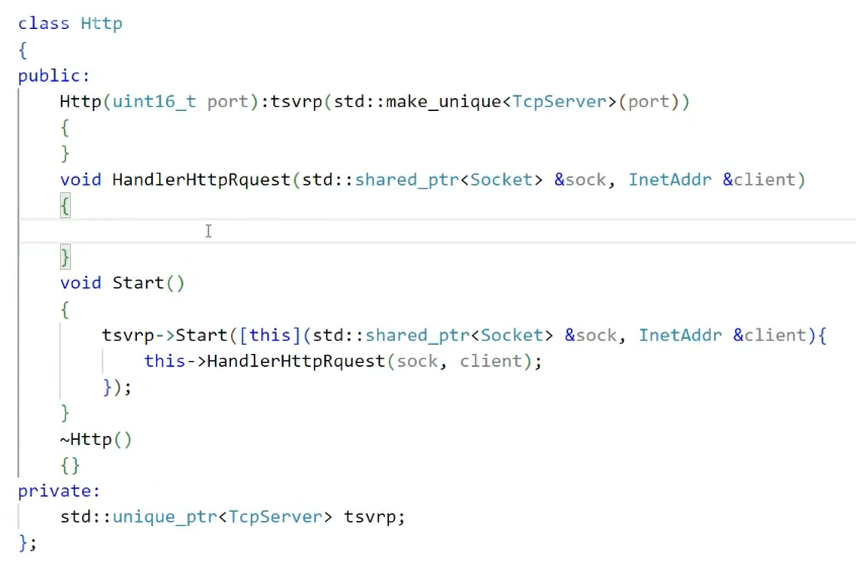 class Http
{
public:
    Http(uint16_t port):tsvrp(std::make_unique<TcpServer>(port))
    {
    }
    void HandlerHttpRquest(std::shared_ptr<Socket> &sock, InetAddr &client)
    {
    }
    void Start()
    {
        tsvrp->Start([this](std::shared_ptr<Socket> &sock, InetAddr &client){
            this->HandlerHttpRquest(sock, client);
        });
    }
    ~Http()
    {}
private:
    std::unique_ptr<TcpServer> tsvrp;
};